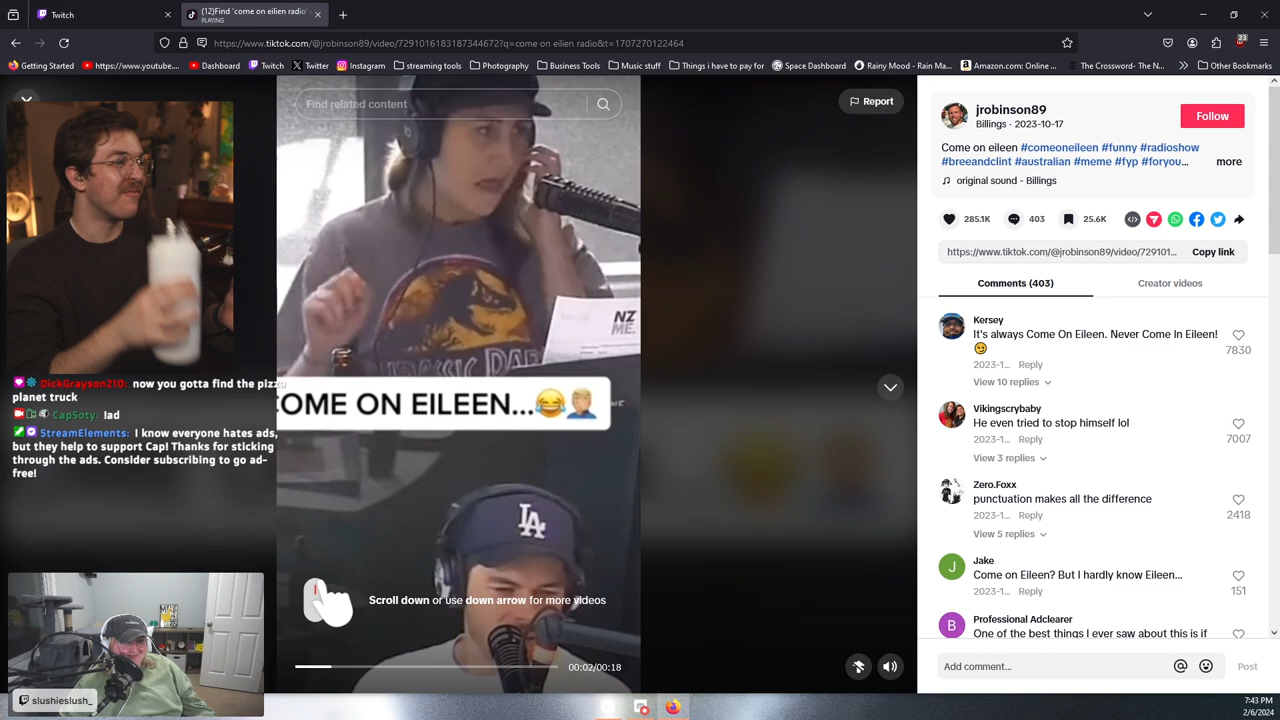 Twitch
(12)Find 'come on eilen radio'
PLAYING
https://www.tiktok.com/@jrobinson89/video/7291016183187344672?q=come on eilien radio&t=1707270122464
23
Getting Started
https://www.youtube....
Dashboard
Twitch
Twitter
Instagram
streaming tools
Photography
Business Tools
Music stuff
Things i have to pay for
Space Dashboard
Rainy Mood - Rain Ma...
Amazon.com: Online ...
The Crossword- The N...
Other Bookmarks
Find related content
Report
NZ
ME.
OME ON EILEEN...😂🤦
DickGrayson210: now you gotta find the pizza
planet truck
CapSoty: lad
StreamElements: I know everyone hates ads,
but they help to support Cap! Thanks for sticking
through the ads. Consider subscribing to go ad-
free!
LA
Scroll down or use down arrow for more videos
00:02/00:18
slushieslush_
jrobinson89
Billings · 2023-10-17
Follow
Come on eileen #comeoneileen #funny #radioshow
#breeandclint #australian #meme #fyp #foryou...
more
original sound - Billings
285.1K
403
25.6K
https://www.tiktok.com/@jrobinson89/video/729101...
Copy link
Comments (403)
Creator videos
Kersey
It's always Come On Eileen. Never Come In Eileen!
😉
7830
2023-1... Reply
View 10 replies
Vikingscrybaby
He even tried to stop himself lol
7007
2023-1... Reply
View 3 replies
Zero.Foxx
punctuation makes all the difference
2418
2023-1... Reply
View 5 replies
J
Jake
Come on Eileen? But I hardly know Eileen...
151
2023-1... Reply
B
Professional Adclearer
One of the best things I ever saw about this is if
Add comment...
Post
7:43 PM
2/6/2024